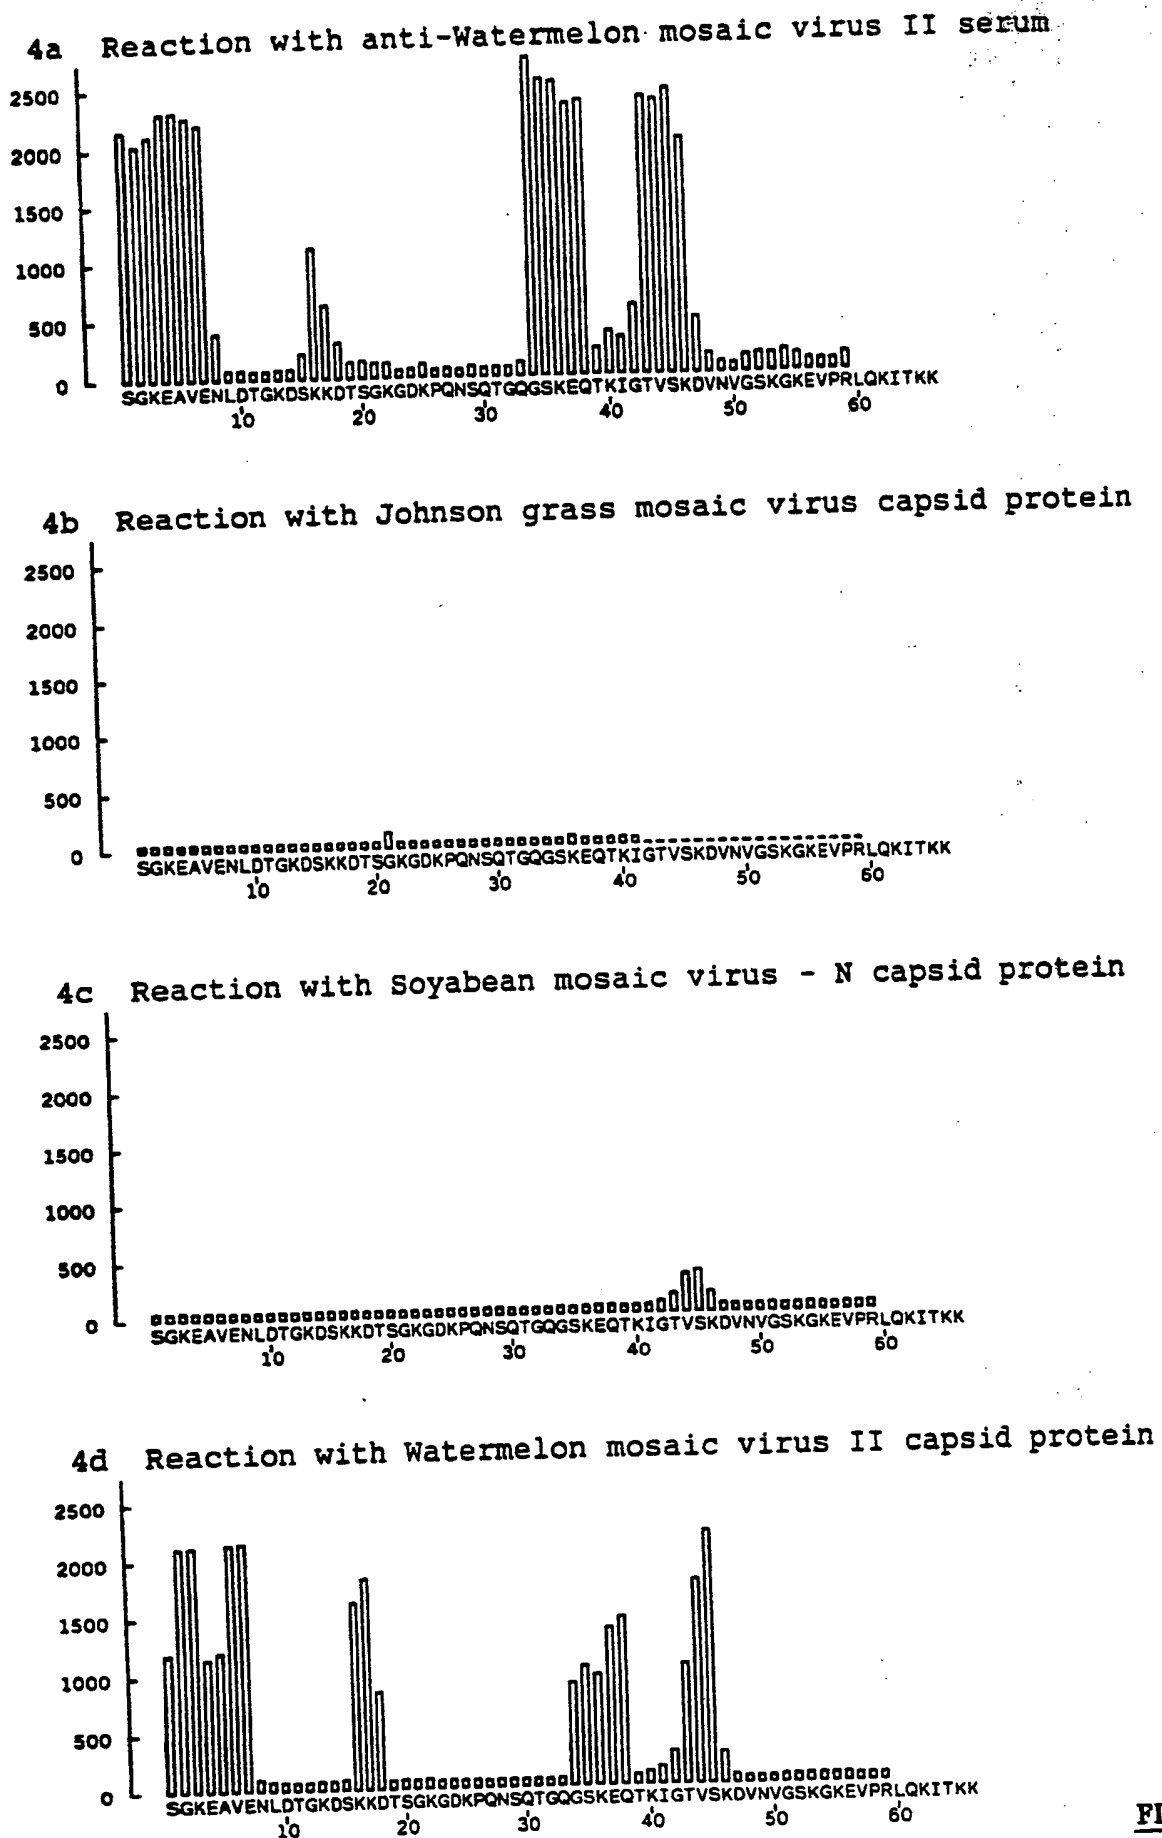 4a Reaction with anti-Watermelon mosaic virus II serum
2500
2000
1500
1000
500
0
SGKEAVENLDTGKDSKKDTSGKGDKPQNSQTGQGSKEQTKIGTVSKDVNVGSKGKEVPRLQKITKK
10 20 30 40 50 60
4b Reaction with Johnson grass mosaic virus capsid protein
2500
2000
1500
1000
500
0
SGKEAVENLDTGKDSKKDTSGKGDKPQNSQTGQGSKEQTKIGTVSKDVNVGSKGKEVPRLQKITKK
10 20 30 40 50 60
4c Reaction with Soyabean mosaic virus - N capsid protein
2500
2000
1500
1000
500
0
SGKEAVENLDTGKDSKKDTSGKGDKPQNSQTGQGSKEQTKIGTVSKDVNVGSKGKEVPRLQKITKK
10 20 30 40 50 60
4d Reaction with Watermelon mosaic virus II capsid protein
2500
2000
1500
1000
500
0
SGKEAVENLDTGKDSKKDTSGKGDKPQNSQTGQGSKEQTKIGTVSKDVNVGSKGKEVPRLQKITKK
10 20 30 40 50 60